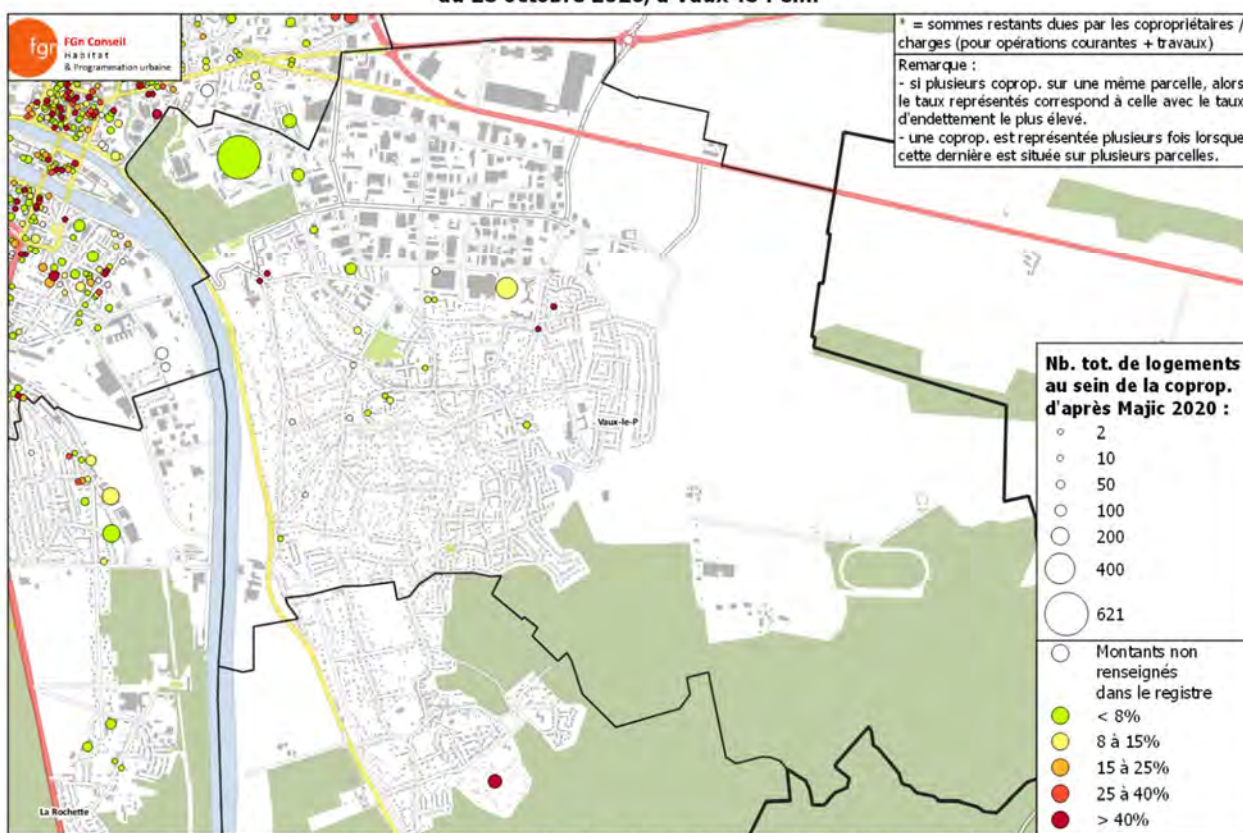 fgn
FGn Conseil
Habitat
& Programmation urbaine
* = sommes restants dues par les copropriétaires /
charges (pour opérations courantes + travaux)
Remarque :
- si plusieurs coprop. sur une même parcelle, alors
le taux représentés correspond à celle avec le taux
d'endettement le plus élevé.
- une coprop. est représentée plusieurs fois lorsque
cette dernière est située sur plusieurs parcelles.
Vaux-le-P
La Rochette
Nb. tot. de logements
au sein de la coprop.
d'après Majic 2020 :
2
10
50
100
200
400
621
Montants non
renseignés
dans le registre
< 8%
8 à 15%
15 à 25%
25 à 40%
> 40%